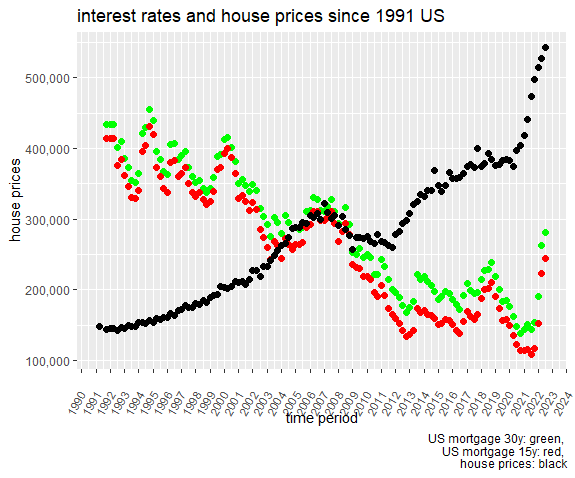 interest rates and house prices since 1991 US
house prices
500,000
400,000
300,000
200,000
100,000
1990 1991 1992 1993 1994 1995 1996 1997 1998 1999 2000 2001 2002 2003 2004 2005 2006 2007 2008 2009 2010 2011 2012 2013 2014 2015 2016 2017 2018 2019 2020 2021 2022 2023 2024
time period
US mortgage 30y: green,
US mortgage 15y: red,
house prices: black